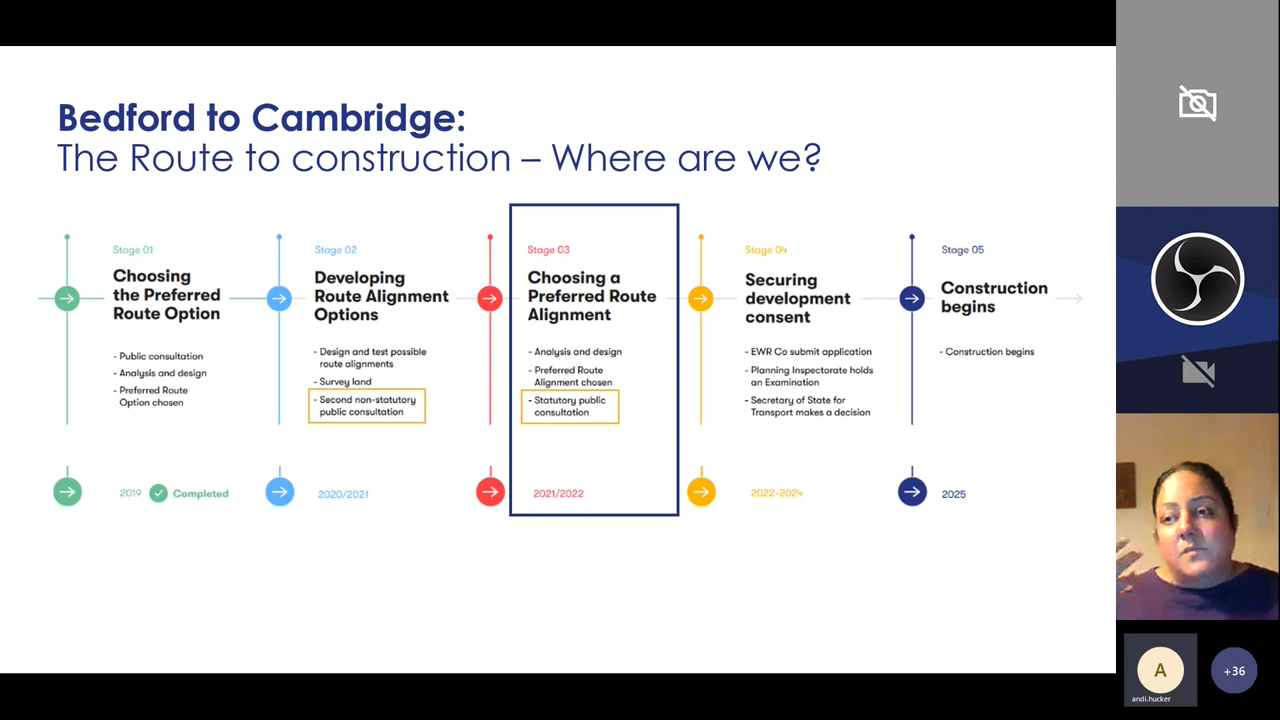 Bedford to Cambridge:
The Route to construction – Where are we?
Stage 01
Choosing
the Preferred
Route Option
- Public consultation
- Analysis and design
- Preferred Route
Option chosen
2019
Completed
Stage 02
Developing
Route Alignment
Options
- Design and test possible
route alignments
- Survey land
- Second non-statutory
public consultation
2020/2021
Stage 03
Choosing a
Preferred Route
Alignment
- Analysis and design
- Preferred Route
Alignment chosen
- Statutory public
consultation
2021/2022
Stage 04
Securing
development
consent
- EWR Co submit application
- Planning Inspectorate holds
an Examination
- Secretary of State for
Transport makes a decision
2022-2024
Stage 05
Construction
begins
- Construction begins
2025
A
andi.hucker
+36